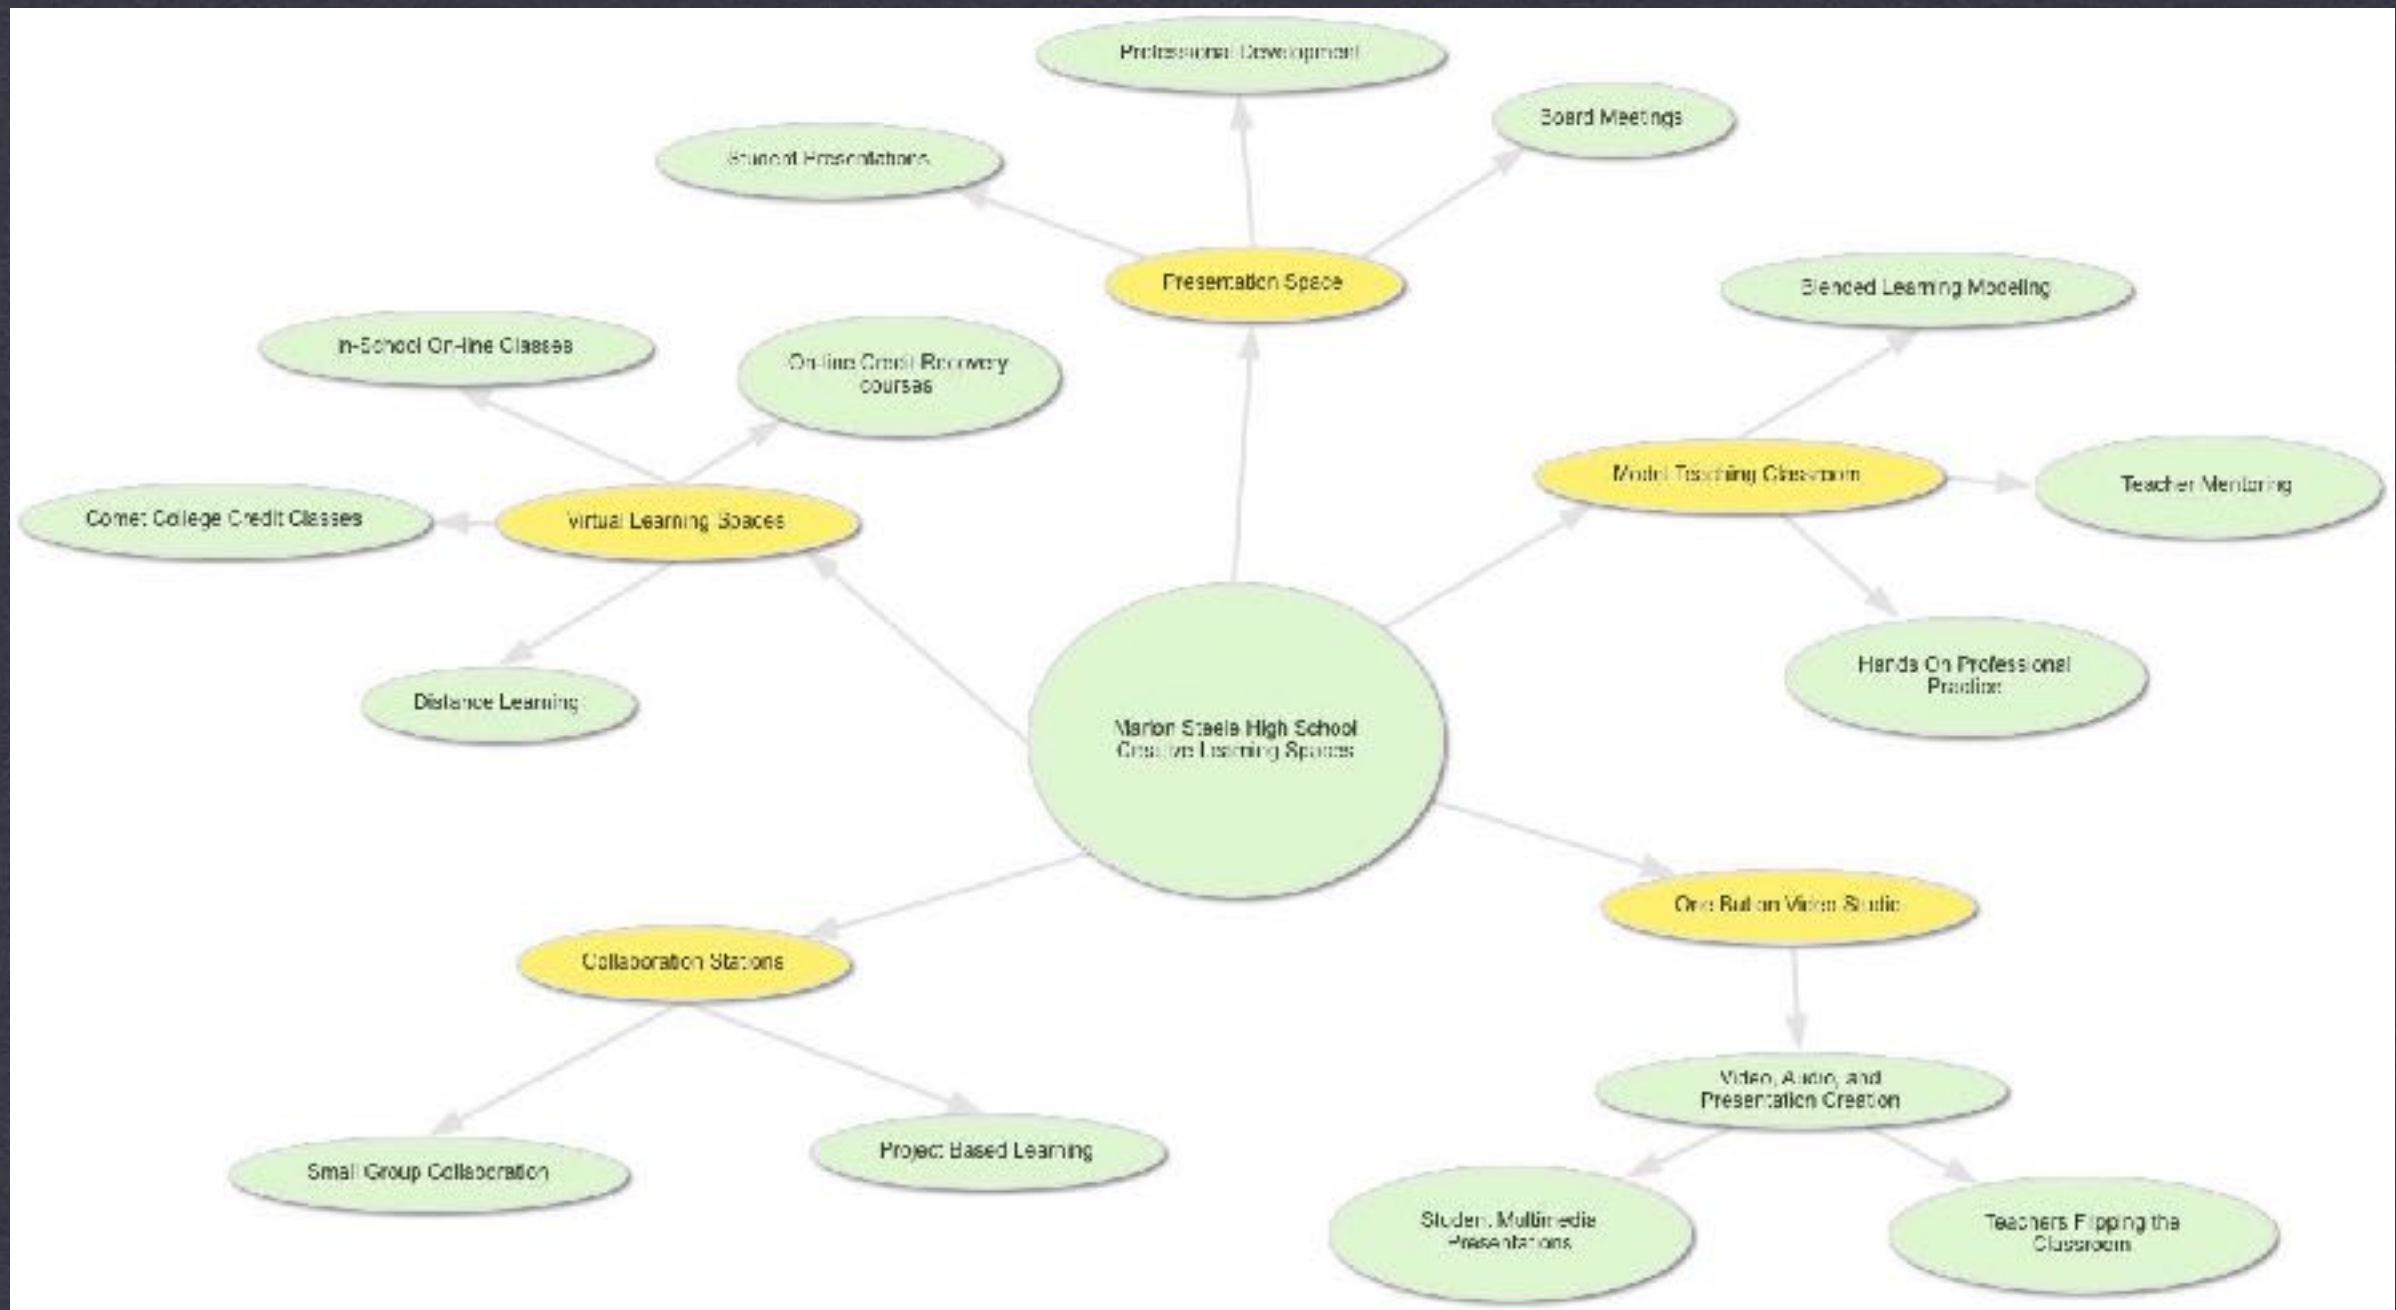 Professional Development
Board Meetings
Student Presentations
Presentation Space
Blended Learning Modeling
In-School On-line Classes
On-line Credit Recovery
courses
Model Teaching Classroom
Teacher Mentoring
Comet College Credit Classes
Virtual Learning Spaces
Hands On Professional
Practice
Distance Learning
Marion Steele High School
Creative Learning Spaces
One Button Video Studio
Collaboration Stations
Video, Audio, and
Presentation Creation
Project Based Learning
Small Group Collaboration
Student Multimedia
Presentations
Teachers Flipping the
Classroom